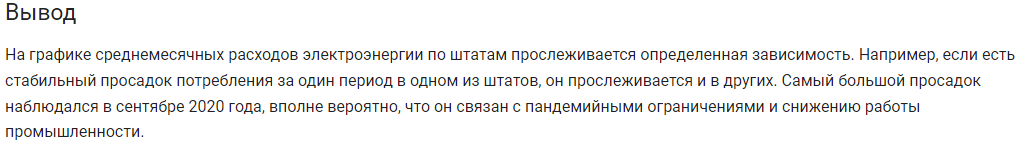 Вывод
На графике среднемесячных расходов электроэнергии по штатам прослеживается определенная зависимость. Например, если есть
стабильный просадок потребления за один период в одном из штатов, он прослеживается и в других. Самый большой просадок
наблюдался в сентябре 2020 года, вполне вероятно, что он связан с пандемийными ограничениями и снижению работы
промышленности.